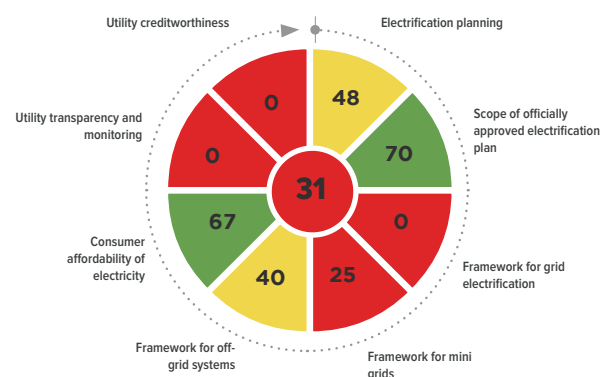 Utility creditworthiness
Electrification planning
0
48
Utility transparency and
monitoring
Scope of officially
approved electrification
plan
0
70
31
67
0
Consumer
affordability of
electricity
Framework for grid
electrification
40
25
Framework for off-
grid systems
Framework for mini
grids